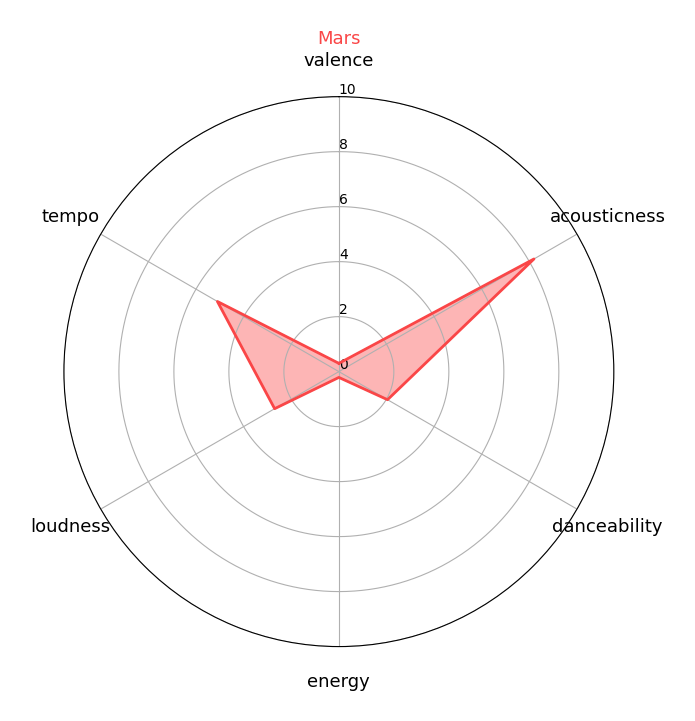 Mars
valence
10
8
6
4
2
0
tempo
acousticness
loudness
danceability
energy